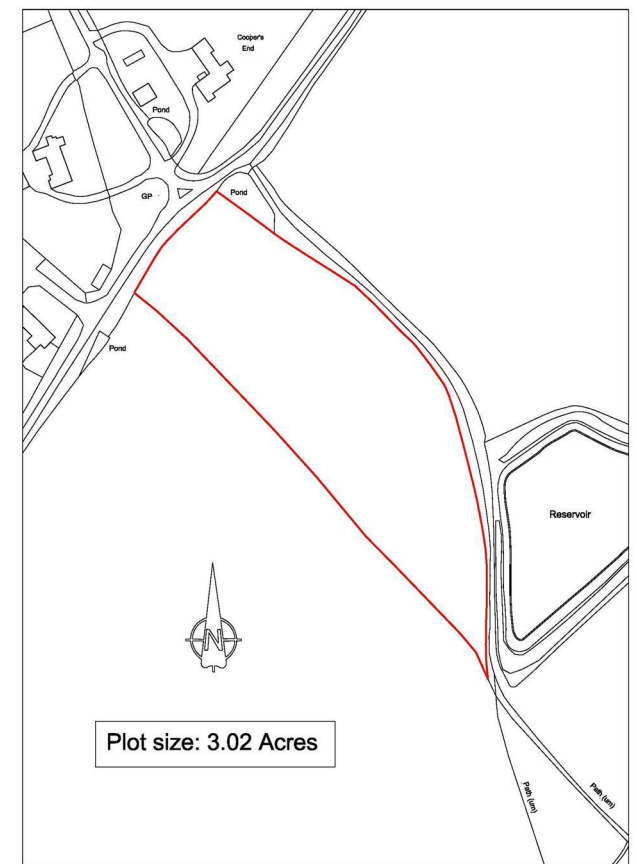 Cooper's
End
Pond
GP
Pond
Pond
Reservoir
N
Plot size: 3.02 Acres
Path (um)
Path (um)